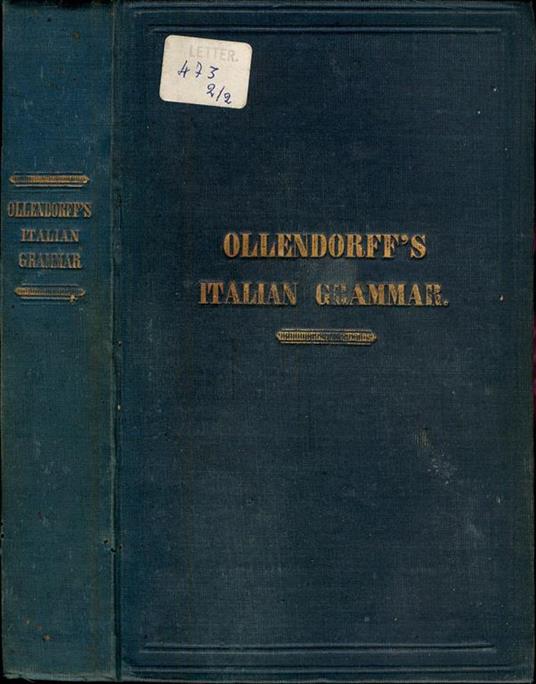 LETTER.
473
2/2
OLLENDORFF'S
ITALIAN
GRAMMAR
OLLENDORFF'S
ITALIAN GRAMMAR.